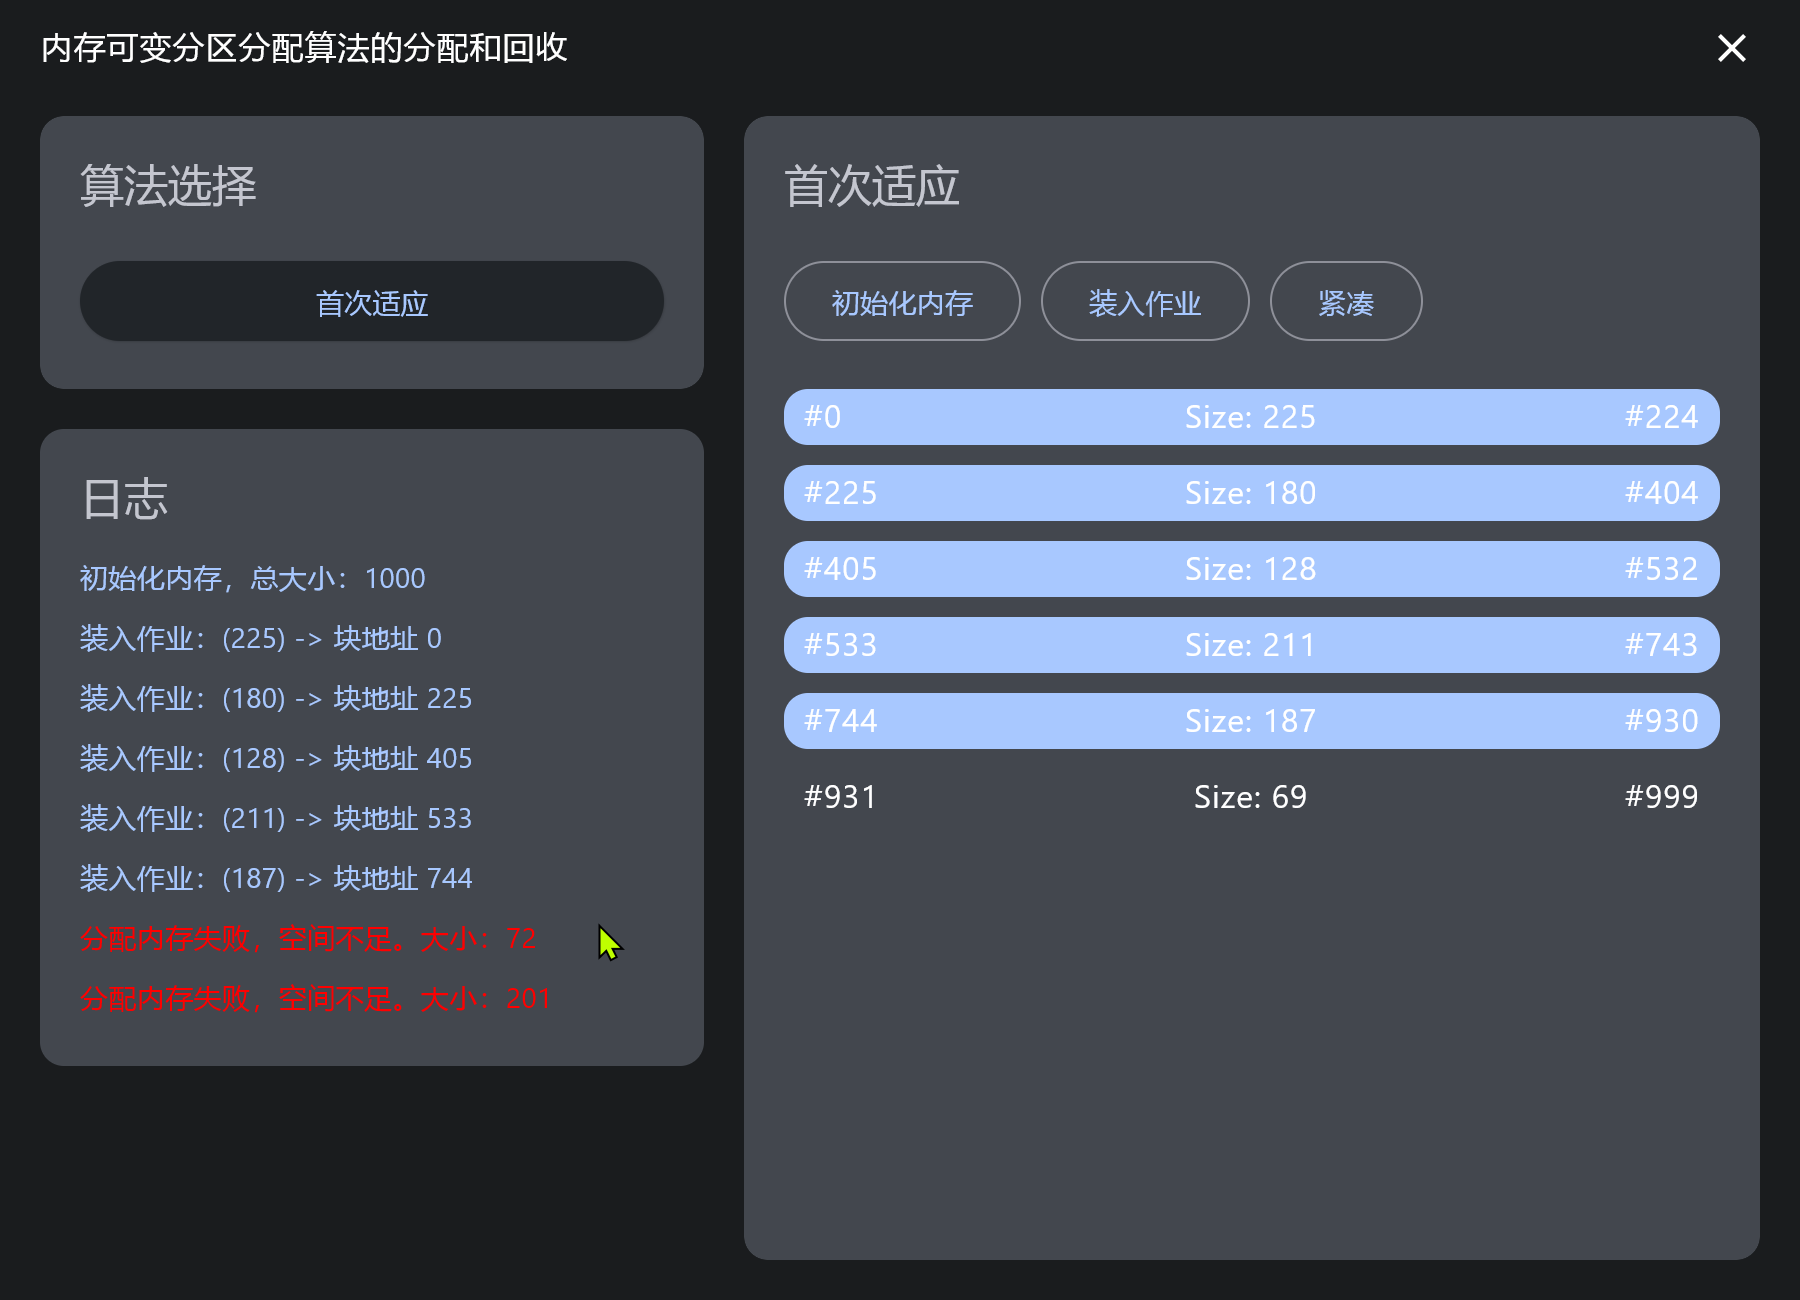 内存可变分区分配算法的分配和回收
算法选择
首次适应
日志
初始化内存，总大小：1000
装入作业：(225) -> 块地址 0
装入作业：(180) -> 块地址 225
装入作业：(128) -> 块地址 405
装入作业：(211) -> 块地址 533
装入作业：(187) -> 块地址 744
分配内存失败，空间不足。大小：72
分配内存失败，空间不足。大小：201
首次适应
初始化内存 装入作业 紧凑
#0 Size: 225 #224
#225 Size: 180 #404
#405 Size: 128 #532
#533 Size: 211 #743
#744 Size: 187 #930
#931 Size: 69 #999